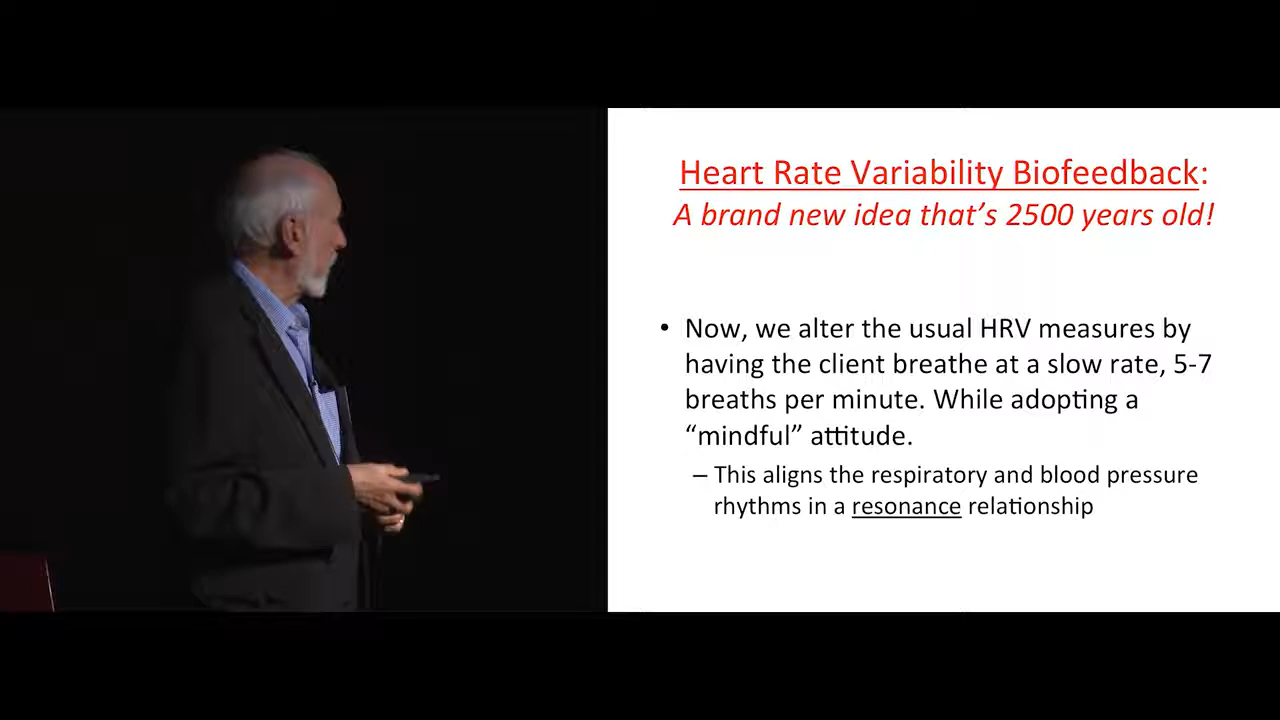 Heart Rate Variability Biofeedback:
A brand new idea that's 2500 years old!
• Now, we alter the usual HRV measures by
having the client breathe at a slow rate, 5-7
breaths per minute. While adopting a
“mindful” attitude.
– This aligns the respiratory and blood pressure
rhythms in a resonance relationship